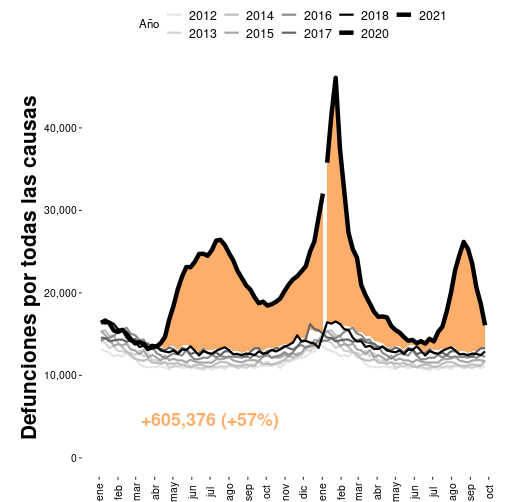 Año
2012 2014 2016 2018 2021
2013 2015 2017 2020
Defunciones por todas las causas
40,000
30,000
20,000
10,000
0
+605,376 (+57%)
ene feb mar abr may jun jul ago sep oct nov dic ene feb mar abr may jun jul ago sep oct